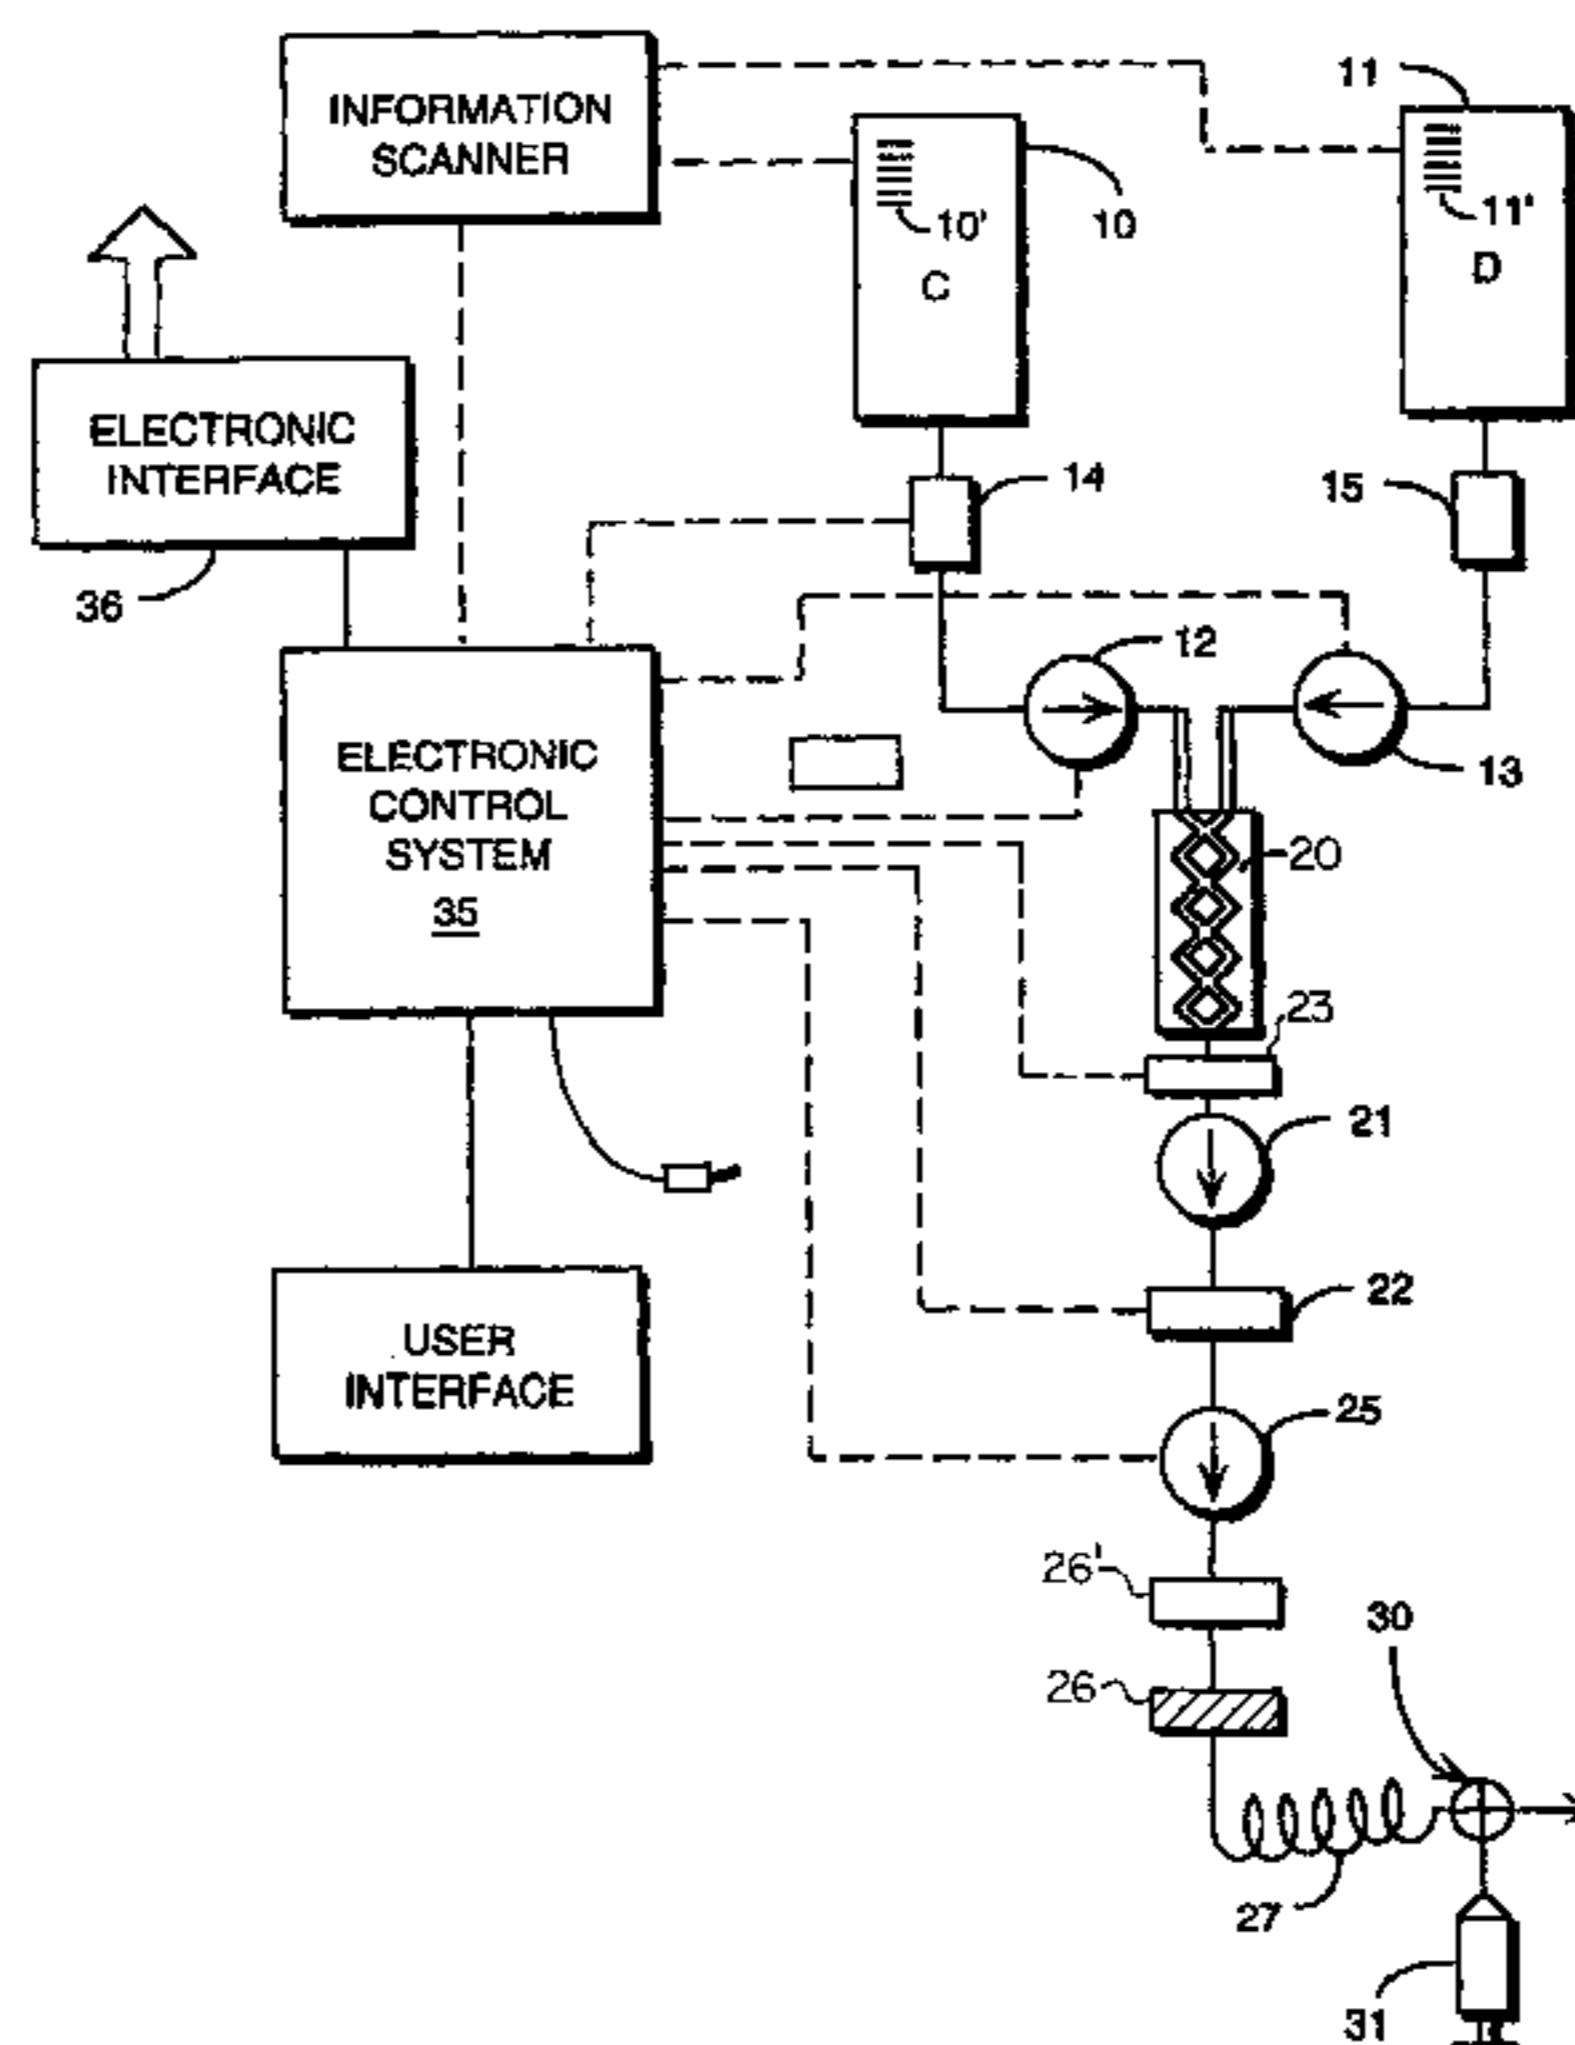 INFORMATION
SCANNER
11
10'
10
11'
C
D
ELECTRONIC
INTERFACE
14
15
36
12
13
ELECTRONIC
CONTROL
SYSTEM
35
20
23
21
22
USER
INTERFACE
25
26'
30
26
27
31